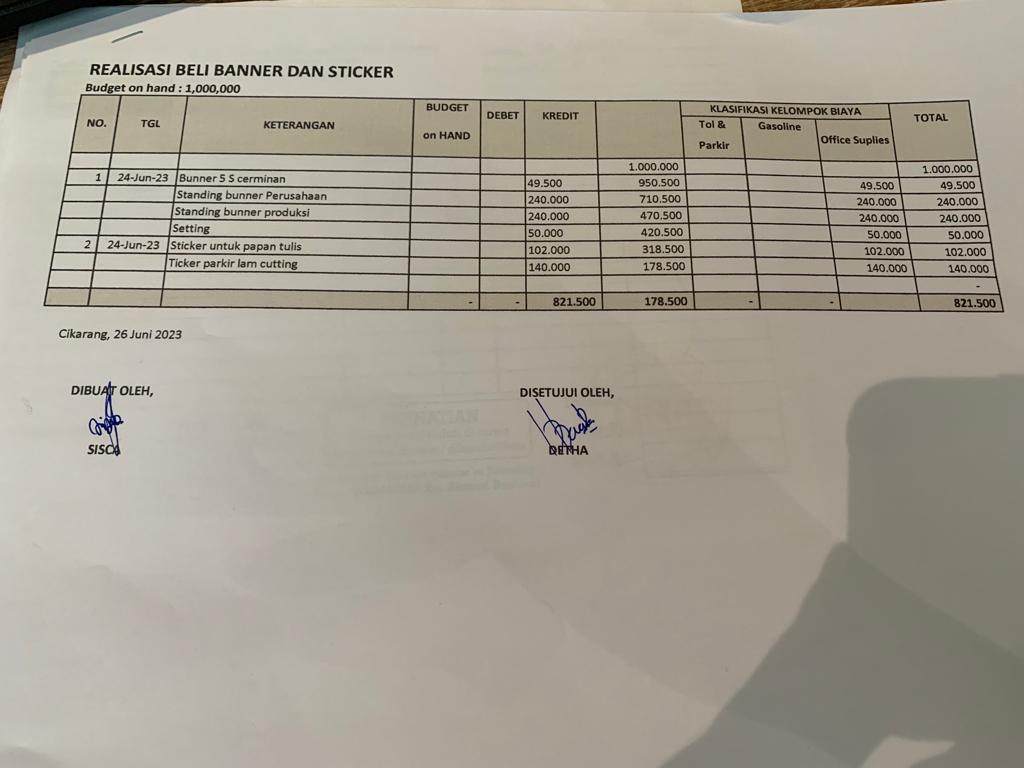 REALISASI BELI BANNER DAN STICKER
Budget on hand : 1,000,000
NO. TGL KETERANGAN BUDGET on HAND DEBET KREDIT KLASIFIKASI KELOMPOK BIAYA TOTAL
Tol & Parkir Gasoline Office Suplies
1.000.000 1.000.000
1 24-Jun-23 Bunner 5 S cerminan 49.500 950.500 49.500 49.500
Standing bunner Perusahaan 240.000 710.500 240.000 240.000
Standing bunner produksi 240.000 470.500 240.000 240.000
Setting 50.000 420.500 50.000 50.000
2 24-Jun-23 Sticker untuk papan tulis 102.000 318.500 102.000 102.000
Ticker parkir lam cutting 140.000 178.500 140.000 140.000
-
- - 821.500 178.500 - - 821.500
Cikarang, 26 Juni 2023
DIBUAT OLEH, DISETUJUI OLEH,
SISCA DETHA